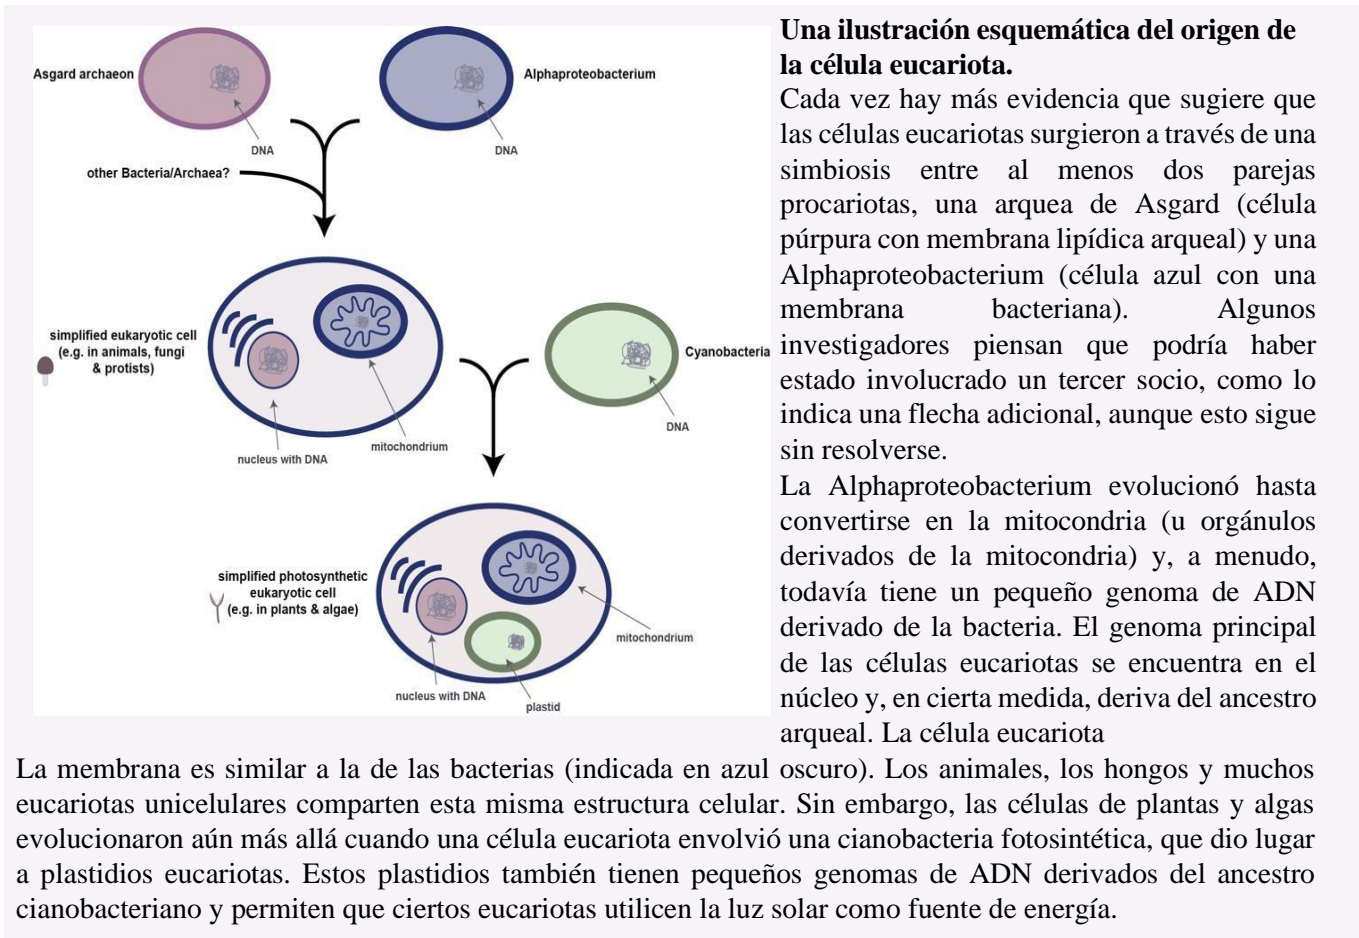 Asgard archaeon
Alphaproteobacterium
DNA
DNA
other Bacteria/Archaea?
simplified eukaryotic cell
(e.g. in animals, fungi
& protists)
Cyanobacteria
DNA
mitochondrium
nucleus with DNA
simplified photosynthetic
eukaryotic cell
(e.g. in plants & algae)
mitochondrium
nucleus with DNA
plastid
Una ilustración esquemática del origen de
la célula eucariota.
Cada vez hay más evidencia que sugiere que
las células eucariotas surgieron a través de una
simbiosis entre al menos dos parejas
procariotas, una arquea de Asgard (célula
púrpura con membrana lipídica arqueal) y una
Alphaproteobacterium (célula azul con una
membrana bacteriana). Algunos
investigadores piensan que podría haber
estado involucrado un tercer socio, como lo
indica una flecha adicional, aunque esto sigue
sin resolverse.
La Alphaproteobacterium evolucionó hasta
convertirse en la mitocondria (u orgánulos
derivados de la mitocondria) y, a menudo,
todavía tiene un pequeño genoma de ADN
derivado de la bacteria. El genoma principal
de las células eucariotas se encuentra en el
núcleo y, en cierta medida, deriva del ancestro
arqueal. La célula eucariota
La membrana es similar a la de las bacterias (indicada en azul oscuro). Los animales, los hongos y muchos
eucariotas unicelulares comparten esta misma estructura celular. Sin embargo, las células de plantas y algas
evolucionaron aún más allá cuando una célula eucariota envolvió una cianobacteria fotosintética, que dio lugar
a plastidios eucariotas. Estos plastidios también tienen pequeños genomas de ADN derivados del ancestro
cianobacteriano y permiten que ciertos eucariotas utilicen la luz solar como fuente de energía.